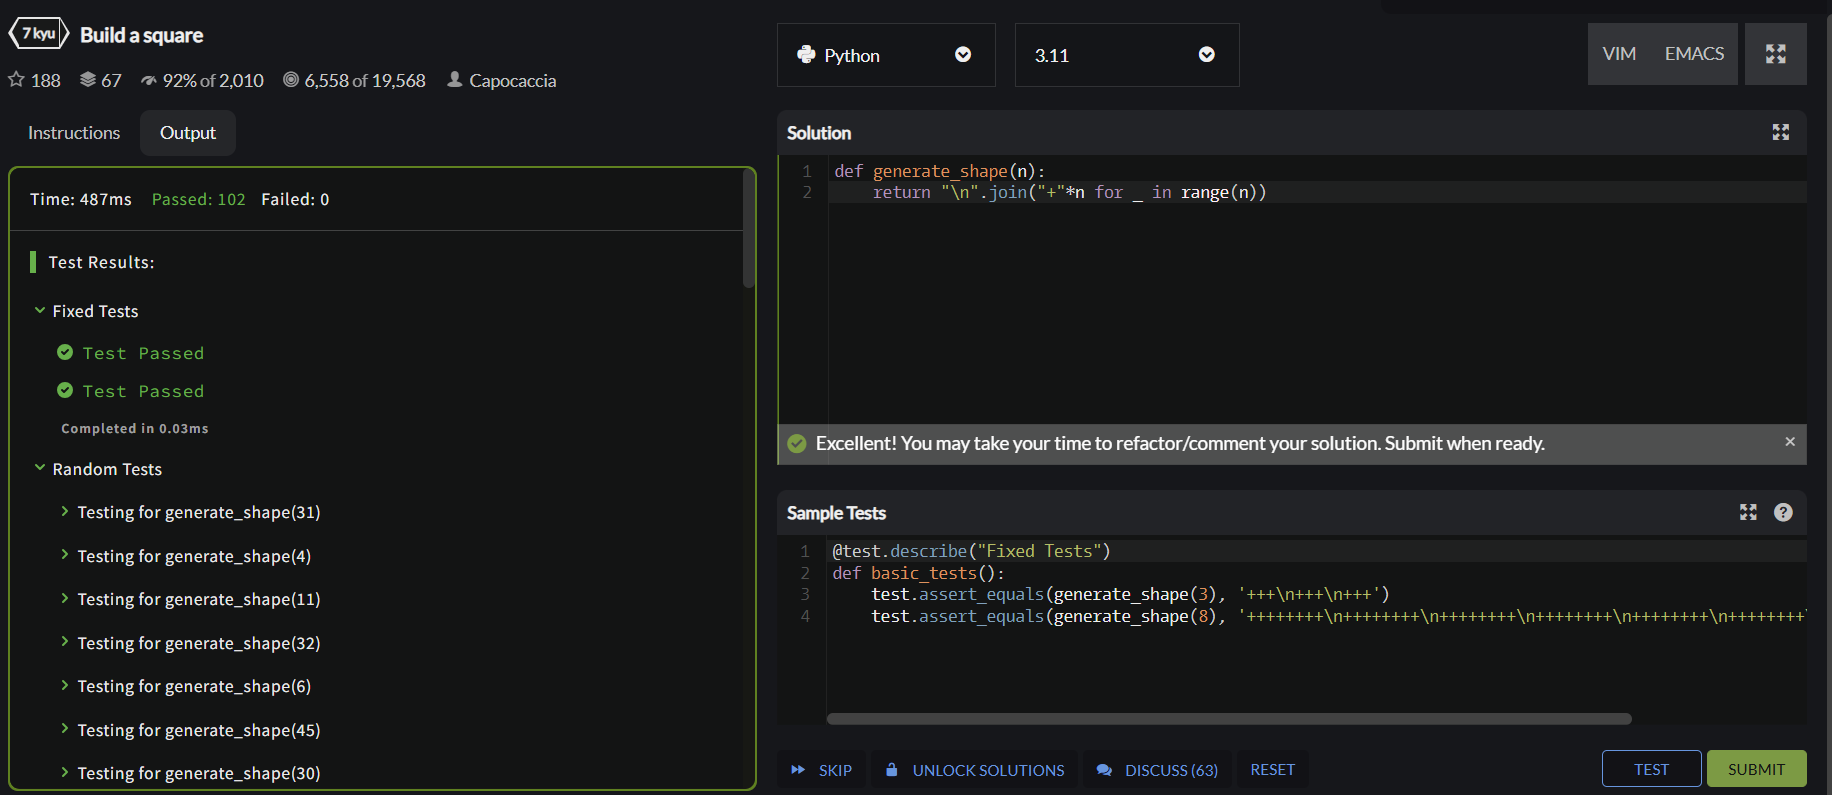 7 kyu Build a square
188 67 92% of 2,010 6,558 of 19,568 Capocaccia
Instructions Output
Time: 487ms Passed: 102 Failed: 0
Test Results:
Fixed Tests
Test Passed
Test Passed
Completed in 0.03ms
Random Tests
Testing for generate_shape(31)
Testing for generate_shape(4)
Testing for generate_shape(11)
Testing for generate_shape(32)
Testing for generate_shape(6)
Testing for generate_shape(45)
Testing for generate_shape(30)
Python 3.11 VIM EMACS
Solution
1 def generate_shape(n):
2     return "\n".join("+"*n for _ in range(n))
Excellent! You may take your time to refactor/comment your solution. Submit when ready.
Sample Tests
1 @test.describe("Fixed Tests")
2 def basic_tests():
3     test.assert_equals(generate_shape(3), '+++\n+++\n+++')
4     test.assert_equals(generate_shape(8), '++++++++\n++++++++\n++++++++\n++++++++\n++++++++\n++++++++\
SKIP UNLOCK SOLUTIONS DISCUSS (63) RESET TEST SUBMIT